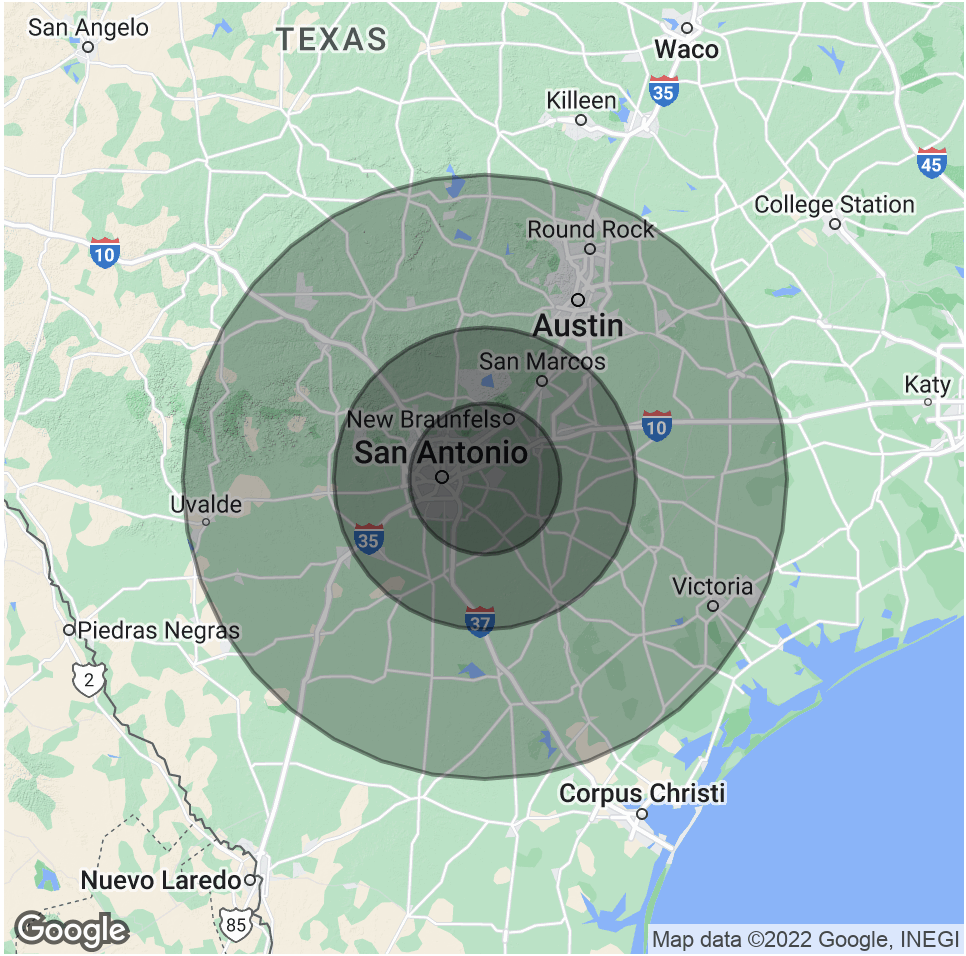 San Angelo
TEXAS
Waco
35
Killeen
45
College Station
Round Rock
10
Austin
San Marcos
Katy
New Braunfels
10
San Antonio
Uvalde
35
Victoria
37
Piedras Negras
2
Corpus Christi
Nuevo Laredo
85
Google
Map data ©2022 Google, INEGI